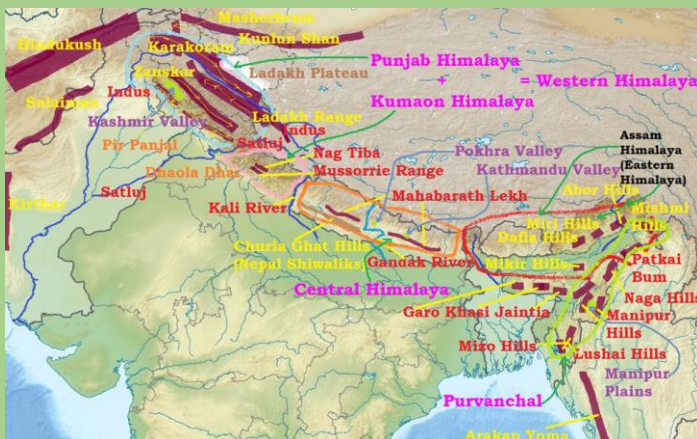 Masherbrum
Hindukush
Kunlun Shan
Karakoram
Punjab Himalaya
Zanskar
Ladakh Plateau
+
= Western Himalaya
Indus
Sulaiman
Kumaon Himalaya
Ladakh Range
Kashmir Valley
Indus
Assam
Himalaya
(Eastern
Himalaya)
Satluj
Pir Panjal
Nag Tiba
Pokhra Valley
Dhaola Dhar
Mussorrie Range
Kathmandu Valley
Abor Hills
Kirthar
Satluj
Mahabarath Lekh
Mishmi
Hills
Kali River
Miri Hills
Dafla Hills
Churia Ghat Hills
(Nepal Shiwaliks)
Gandak River
Mikir Hills
Patkai
Bum
Central Himalaya
Naga Hills
Garo Khasi Jaintia
Manipur
Hills
Mizo Hills
Lushai Hills
Manipur
Plains
Purvanchal
Arakan Yoma